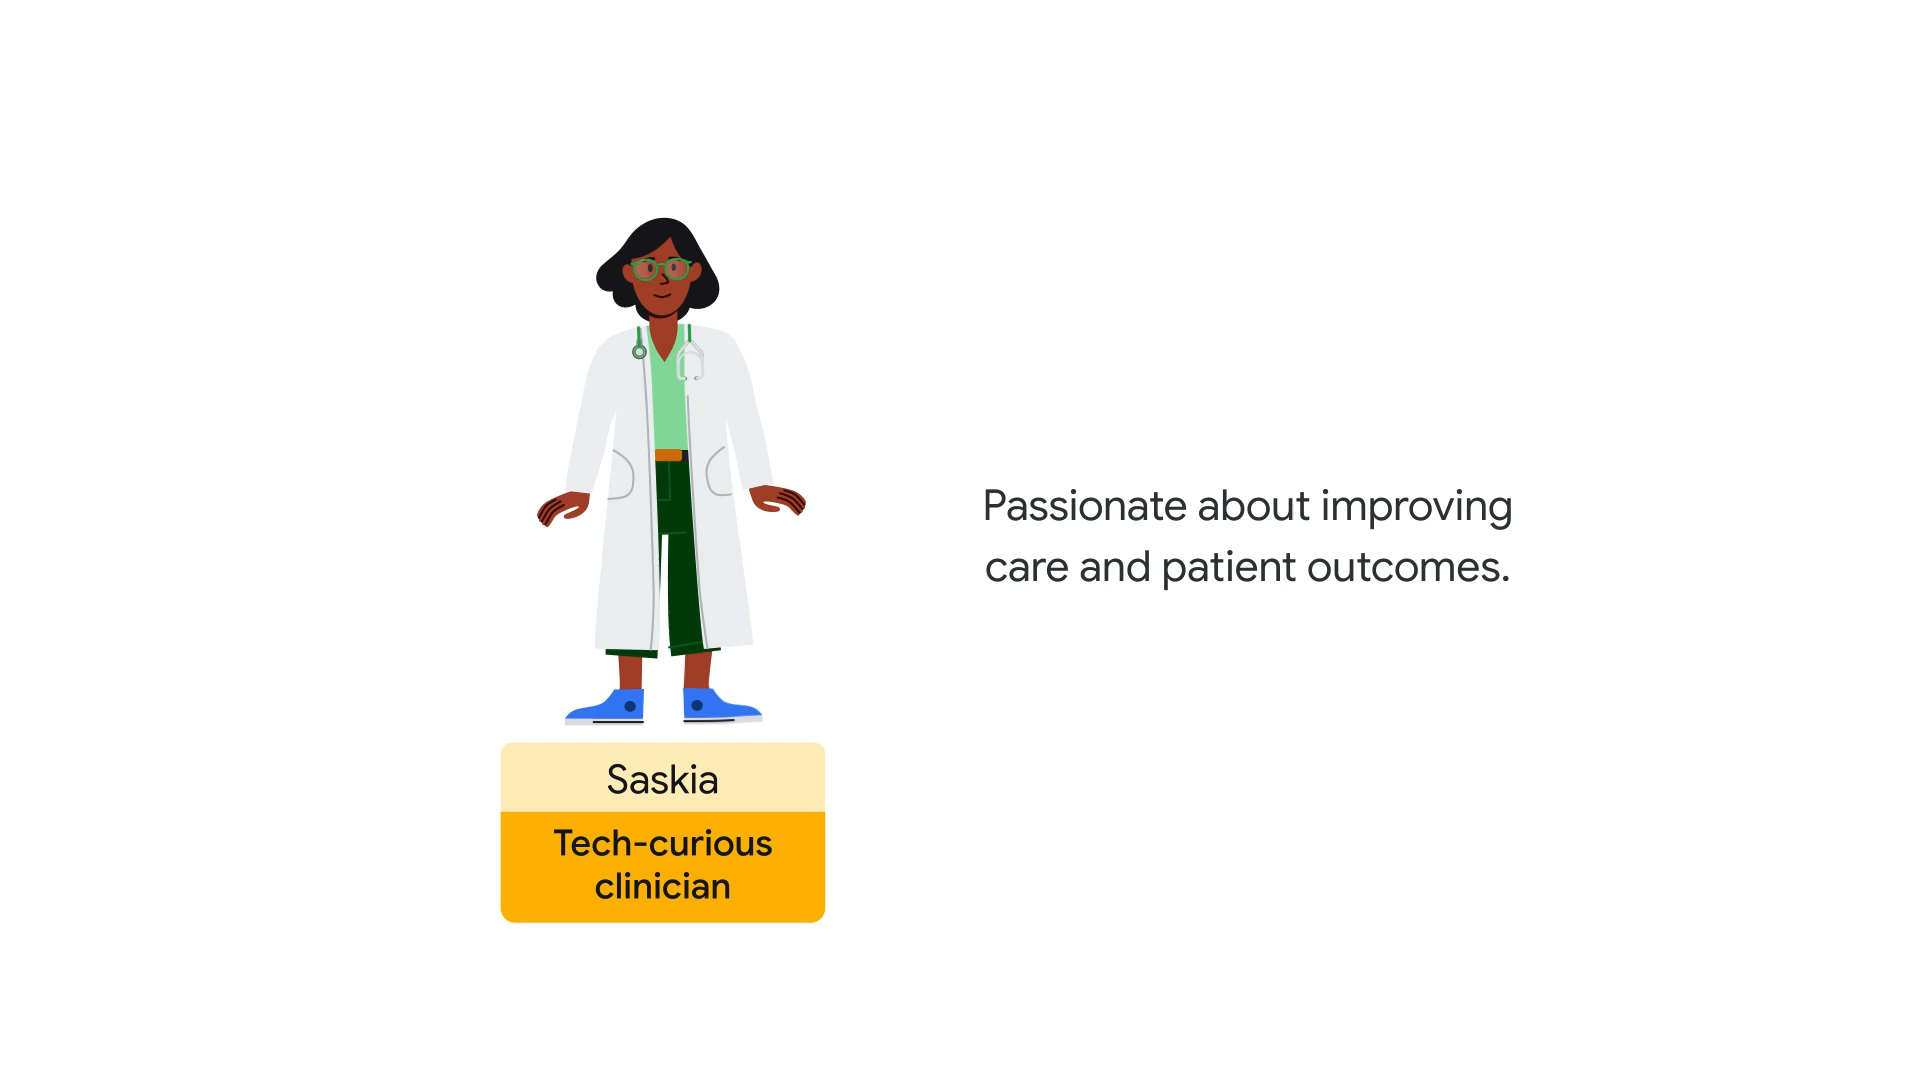 Passionate about improving
care and patient outcomes.
Saskia
Tech-curious
clinician